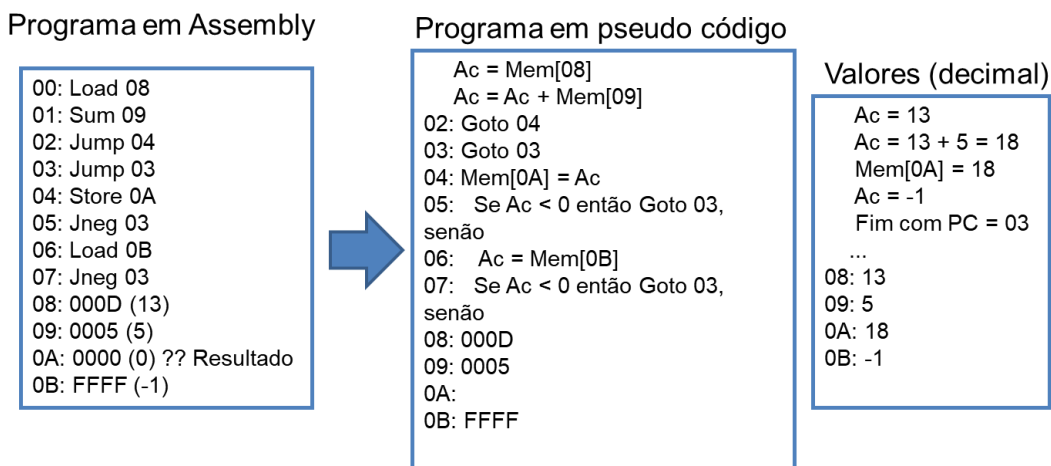 Programa em Assembly
00: Load 08
01: Sum 09
02: Jump 04
03: Jump 03
04: Store 0A
05: Jneg 03
06: Load 0B
07: Jneg 03
08: 000D (13)
09: 0005 (5)
0A: 0000 (0) ?? Resultado
0B: FFFF (-1)
Programa em pseudo código
Ac = Mem[08]
Ac = Ac + Mem[09]
02: Goto 04
03: Goto 03
04: Mem[0A] = Ac
05: Se Ac < 0 então Goto 03,
senão
06: Ac = Mem[0B]
07: Se Ac < 0 então Goto 03,
senão
08: 000D
09: 0005
0A:
0B: FFFF
Valores (decimal)
Ac = 13
Ac = 13 + 5 = 18
Mem[0A] = 18
Ac = -1
Fim com PC = 03
...
08: 13
09: 5
0A: 18
0B: -1